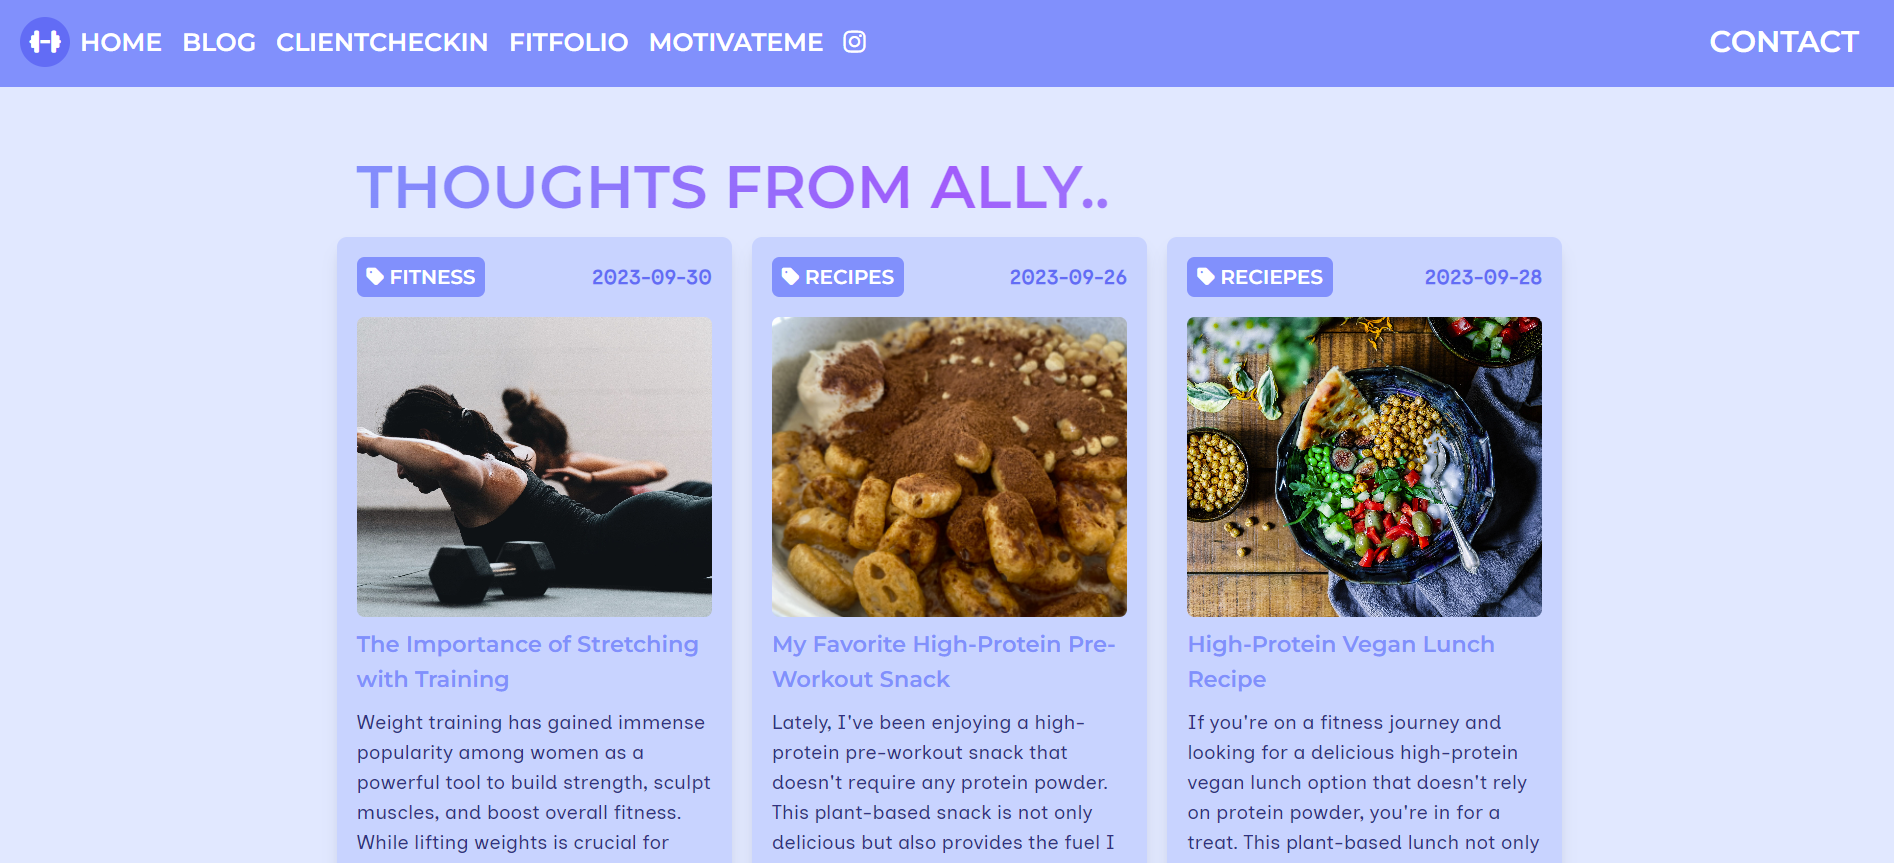 HOME BLOG CLIENTCHECKIN FITFOLIO MOTIVATEME CONTACT
THOUGHTS FROM ALLY..
FITNESS 2023-09-30
The Importance of Stretching
with Training
Weight training has gained immense
popularity among women as a
powerful tool to build strength, sculpt
muscles, and boost overall fitness.
While lifting weights is crucial for
RECIPES 2023-09-26
My Favorite High-Protein Pre-
Workout Snack
Lately, I've been enjoying a high-
protein pre-workout snack that
doesn't require any protein powder.
This plant-based snack is not only
delicious but also provides the fuel I
RECIEPES 2023-09-28
High-Protein Vegan Lunch
Recipe
If you're on a fitness journey and
looking for a delicious high-protein
vegan lunch option that doesn't rely
on protein powder, you're in for a
treat. This plant-based lunch not only